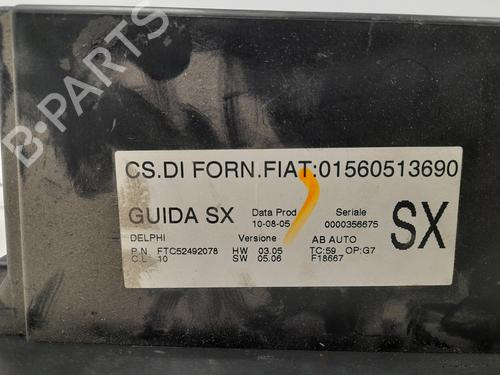 B-PARTS
CS.DI FORN.FIAT:01560513690
GUIDA SX Data Prod 10-08-05 Seriale 0000356675 SX
DELPHI Versione AB AUTO
P.N FTC52492078 HW 03.05 TC:59 OP:G7
C.L 10 SW 05.06 F18667